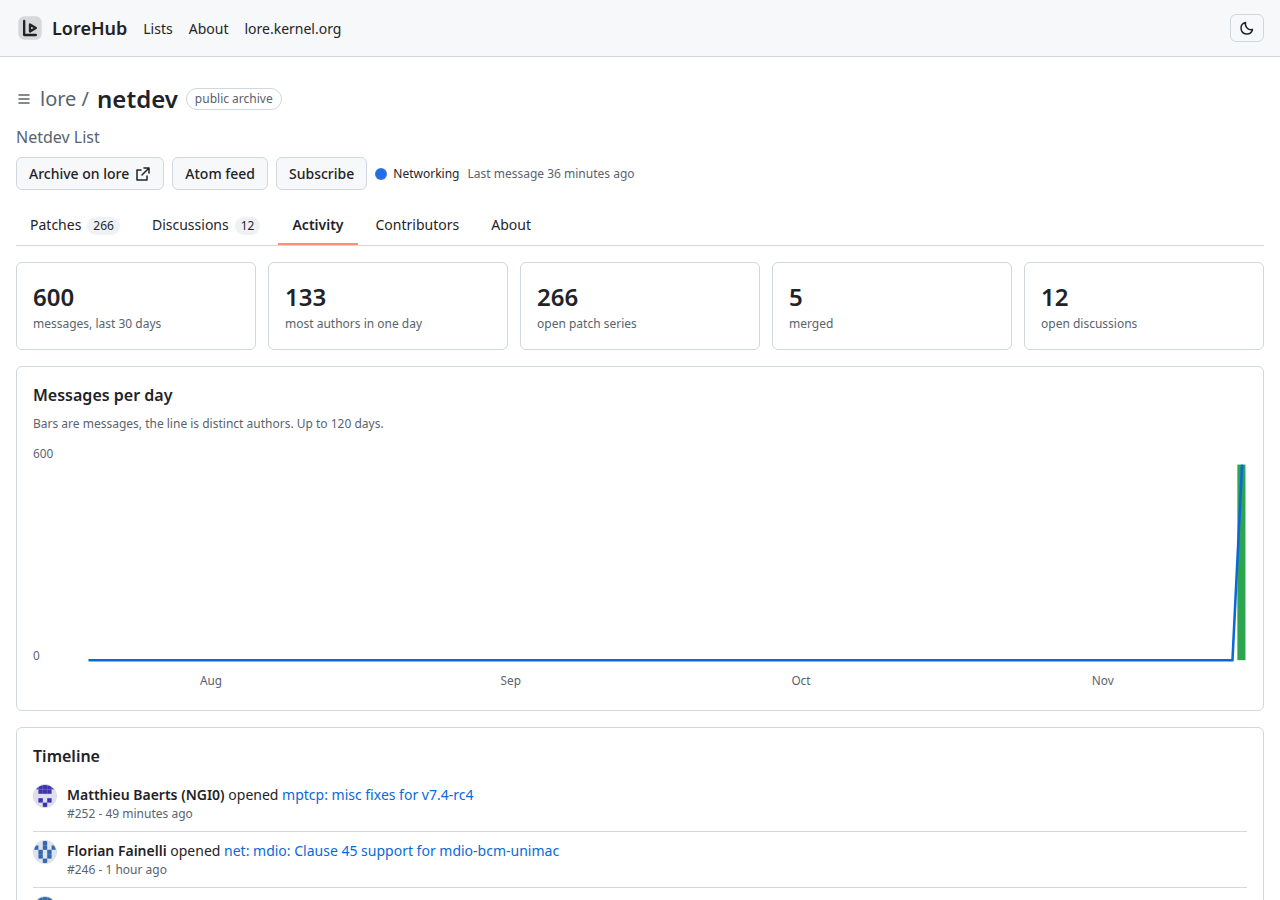 LoreHub Lists About lore.kernel.org
lore / netdev public archive
Netdev List
Archive on lore Atom feed Subscribe Networking Last message 36 minutes ago
Patches 266 Discussions 12 Activity Contributors About
600 133 266 5 12
messages, last 30 days most authors in one day open patch series merged open discussions
Messages per day
Bars are messages, the line is distinct authors. Up to 120 days.
600
0
Aug Sep Oct Nov
Timeline
Matthieu Baerts (NGI0) opened mptcp: misc fixes for v7.4-rc4
#252 - 49 minutes ago
Florian Fainelli opened net: mdio: Clause 45 support for mdio-bcm-unimac
#246 - 1 hour ago